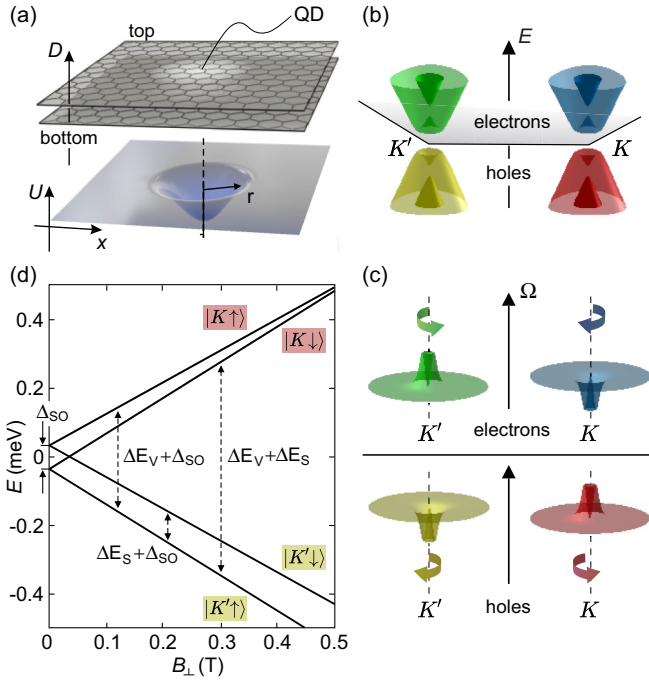 (a)
QD
top
D
bottom
U
r
x
(b)
E
electrons
K′
K
holes
(d)
0.4
0.2
0
-0.2
-0.4
E (meV)
Δ_SO
|K↑⟩
|K↓⟩
ΔE_V+Δ_SO
ΔE_V+ΔE_S
ΔE_S+Δ_SO
|K′↓⟩
|K′↑⟩
0
0.1
0.2
0.3
0.4
0.5
B_⊥ (T)
(c)
Ω
K′
K
electrons
holes
K′
K